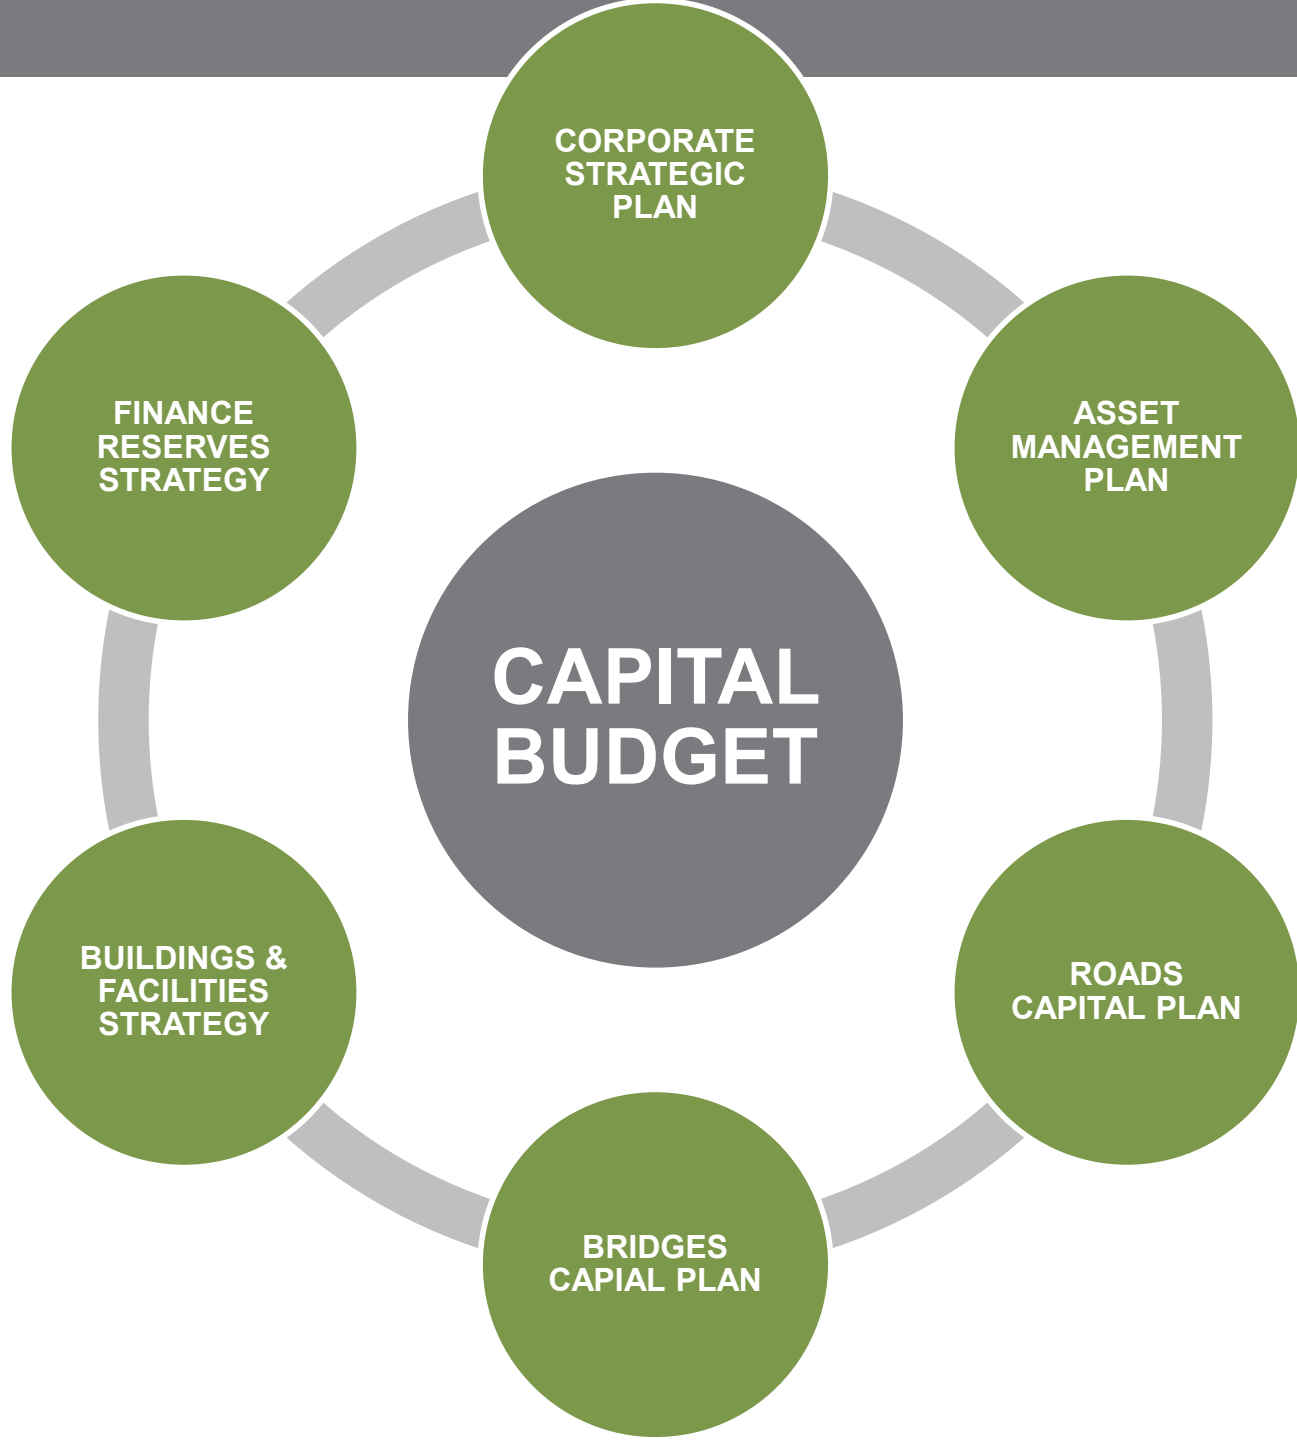 CORPORATE
STRATEGIC
PLAN
FINANCE
RESERVES
STRATEGY
ASSET
MANAGEMENT
PLAN
CAPITAL
BUDGET
BUILDINGS &
FACILITIES
STRATEGY
ROADS
CAPITAL PLAN
BRIDGES
CAPIAL PLAN